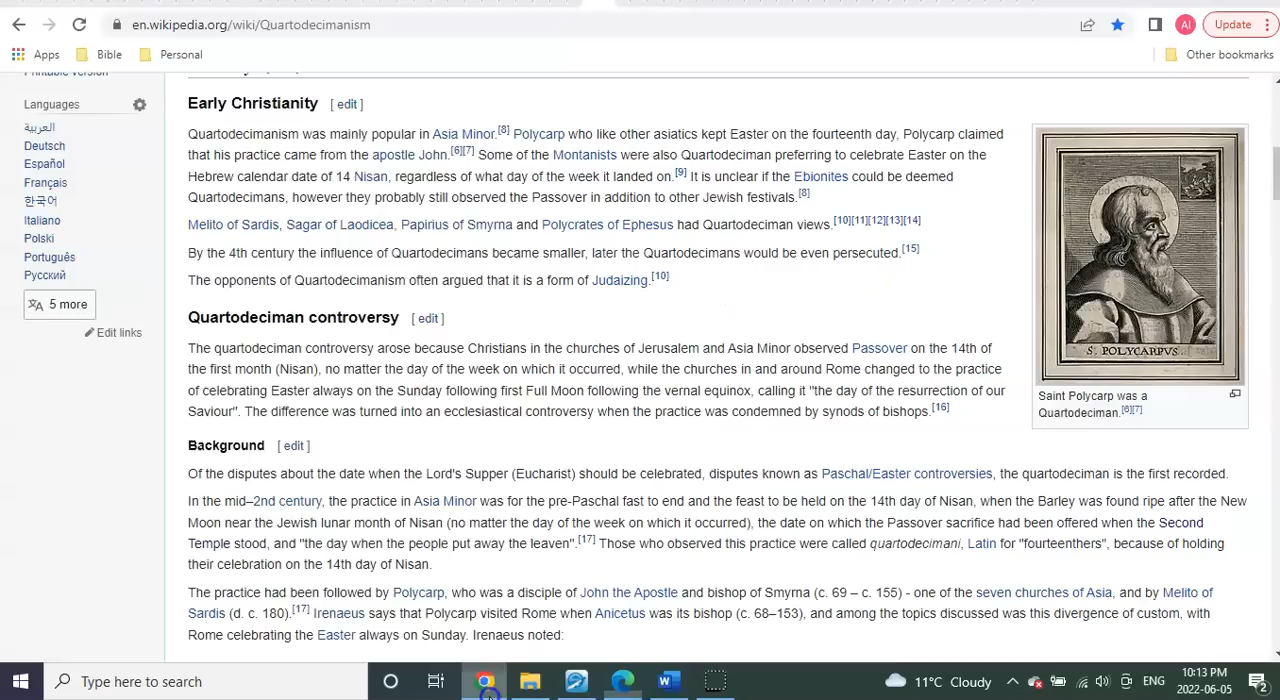 en.wikipedia.org/wiki/Quartodecimanism
AI
Update
Apps
Bible
Personal
Other bookmarks
Printable version
Languages
العربية
Deutsch
Español
Français
한국어
Italiano
Polski
Português
Русский
5 more
Edit links
Early Christianity [ edit ]
Quartodecimanism was mainly popular in Asia Minor.[8] Polycarp who like other asiatics kept Easter on the fourteenth day, Polycarp claimed
that his practice came from the apostle John.[6][7] Some of the Montanists were also Quartodeciman preferring to celebrate Easter on the
Hebrew calendar date of 14 Nisan, regardless of what day of the week it landed on.[9] It is unclear if the Ebionites could be deemed
Quartodecimans, however they probably still observed the Passover in addition to other Jewish festivals.[8]
Melito of Sardis, Sagar of Laodicea, Papirius of Smyrna and Polycrates of Ephesus had Quartodeciman views.[10][11][12][13][14]
By the 4th century the influence of Quartodecimans became smaller, later the Quartodecimans would be even persecuted.[15]
The opponents of Quartodecimanism often argued that it is a form of Judaizing.[10]
S. POLYCARPVS.
Saint Polycarp was a
Quartodeciman.[6][7]
Quartodeciman controversy [ edit ]
The quartodeciman controversy arose because Christians in the churches of Jerusalem and Asia Minor observed Passover on the 14th of
the first month (Nisan), no matter the day of the week on which it occurred, while the churches in and around Rome changed to the practice
of celebrating Easter always on the Sunday following first Full Moon following the vernal equinox, calling it "the day of the resurrection of our
Saviour". The difference was turned into an ecclesiastical controversy when the practice was condemned by synods of bishops.[16]
Background [ edit ]
Of the disputes about the date when the Lord's Supper (Eucharist) should be celebrated, disputes known as Paschal/Easter controversies, the quartodeciman is the first recorded.
In the mid–2nd century, the practice in Asia Minor was for the pre-Paschal fast to end and the feast to be held on the 14th day of Nisan, when the Barley was found ripe after the New
Moon near the Jewish lunar month of Nisan (no matter the day of the week on which it occurred), the date on which the Passover sacrifice had been offered when the Second
Temple stood, and "the day when the people put away the leaven".[17] Those who observed this practice were called quartodecimani, Latin for "fourteenthers", because of holding
their celebration on the 14th day of Nisan.
The practice had been followed by Polycarp, who was a disciple of John the Apostle and bishop of Smyrna (c. 69 – c. 155) - one of the seven churches of Asia, and by Melito of
Sardis (d. c. 180).[17] Irenaeus says that Polycarp visited Rome when Anicetus was its bishop (c. 68–153), and among the topics discussed was this divergence of custom, with
Rome celebrating the Easter always on Sunday. Irenaeus noted:
Type here to search
11°C Cloudy
ENG
10:13 PM
2022-06-05
2